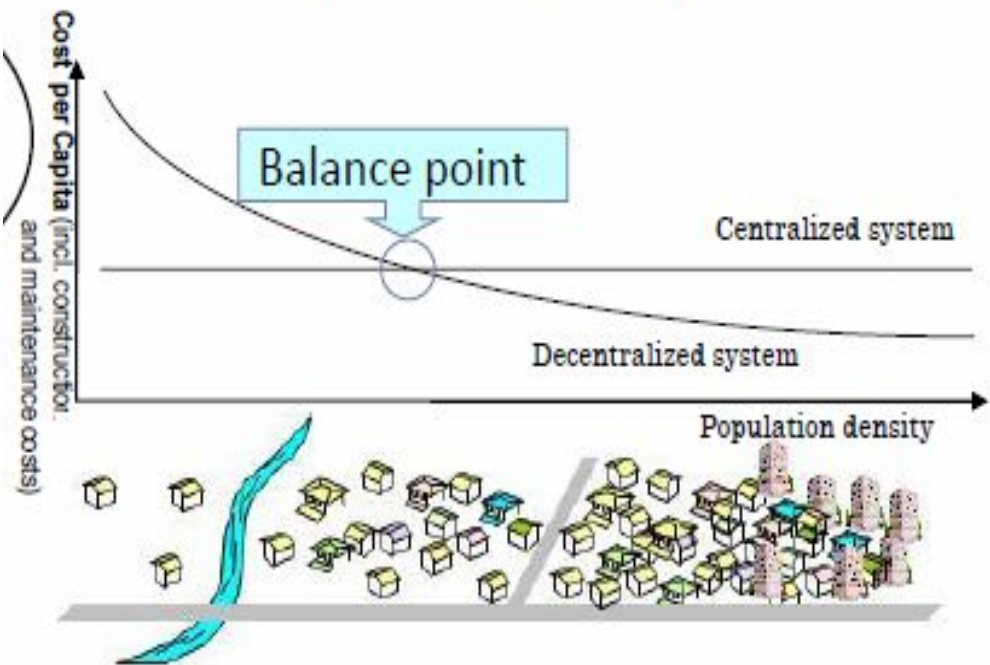 Cost per Capita (incl. construction.
and maintenance costs)
Balance point
Centralized system
Decentralized system
Population density